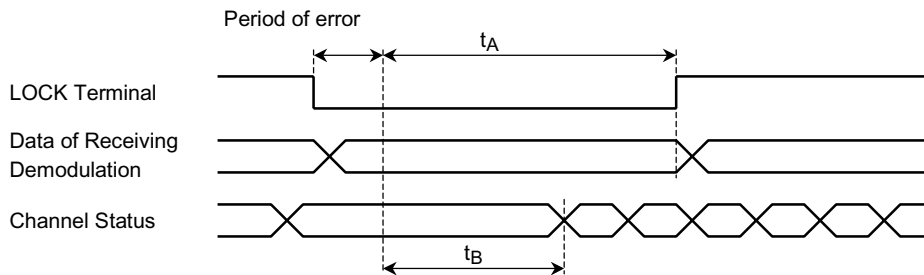 Period of error
tA
LOCK Terminal
Data of Receiving
Demodulation
Channel Status
tB